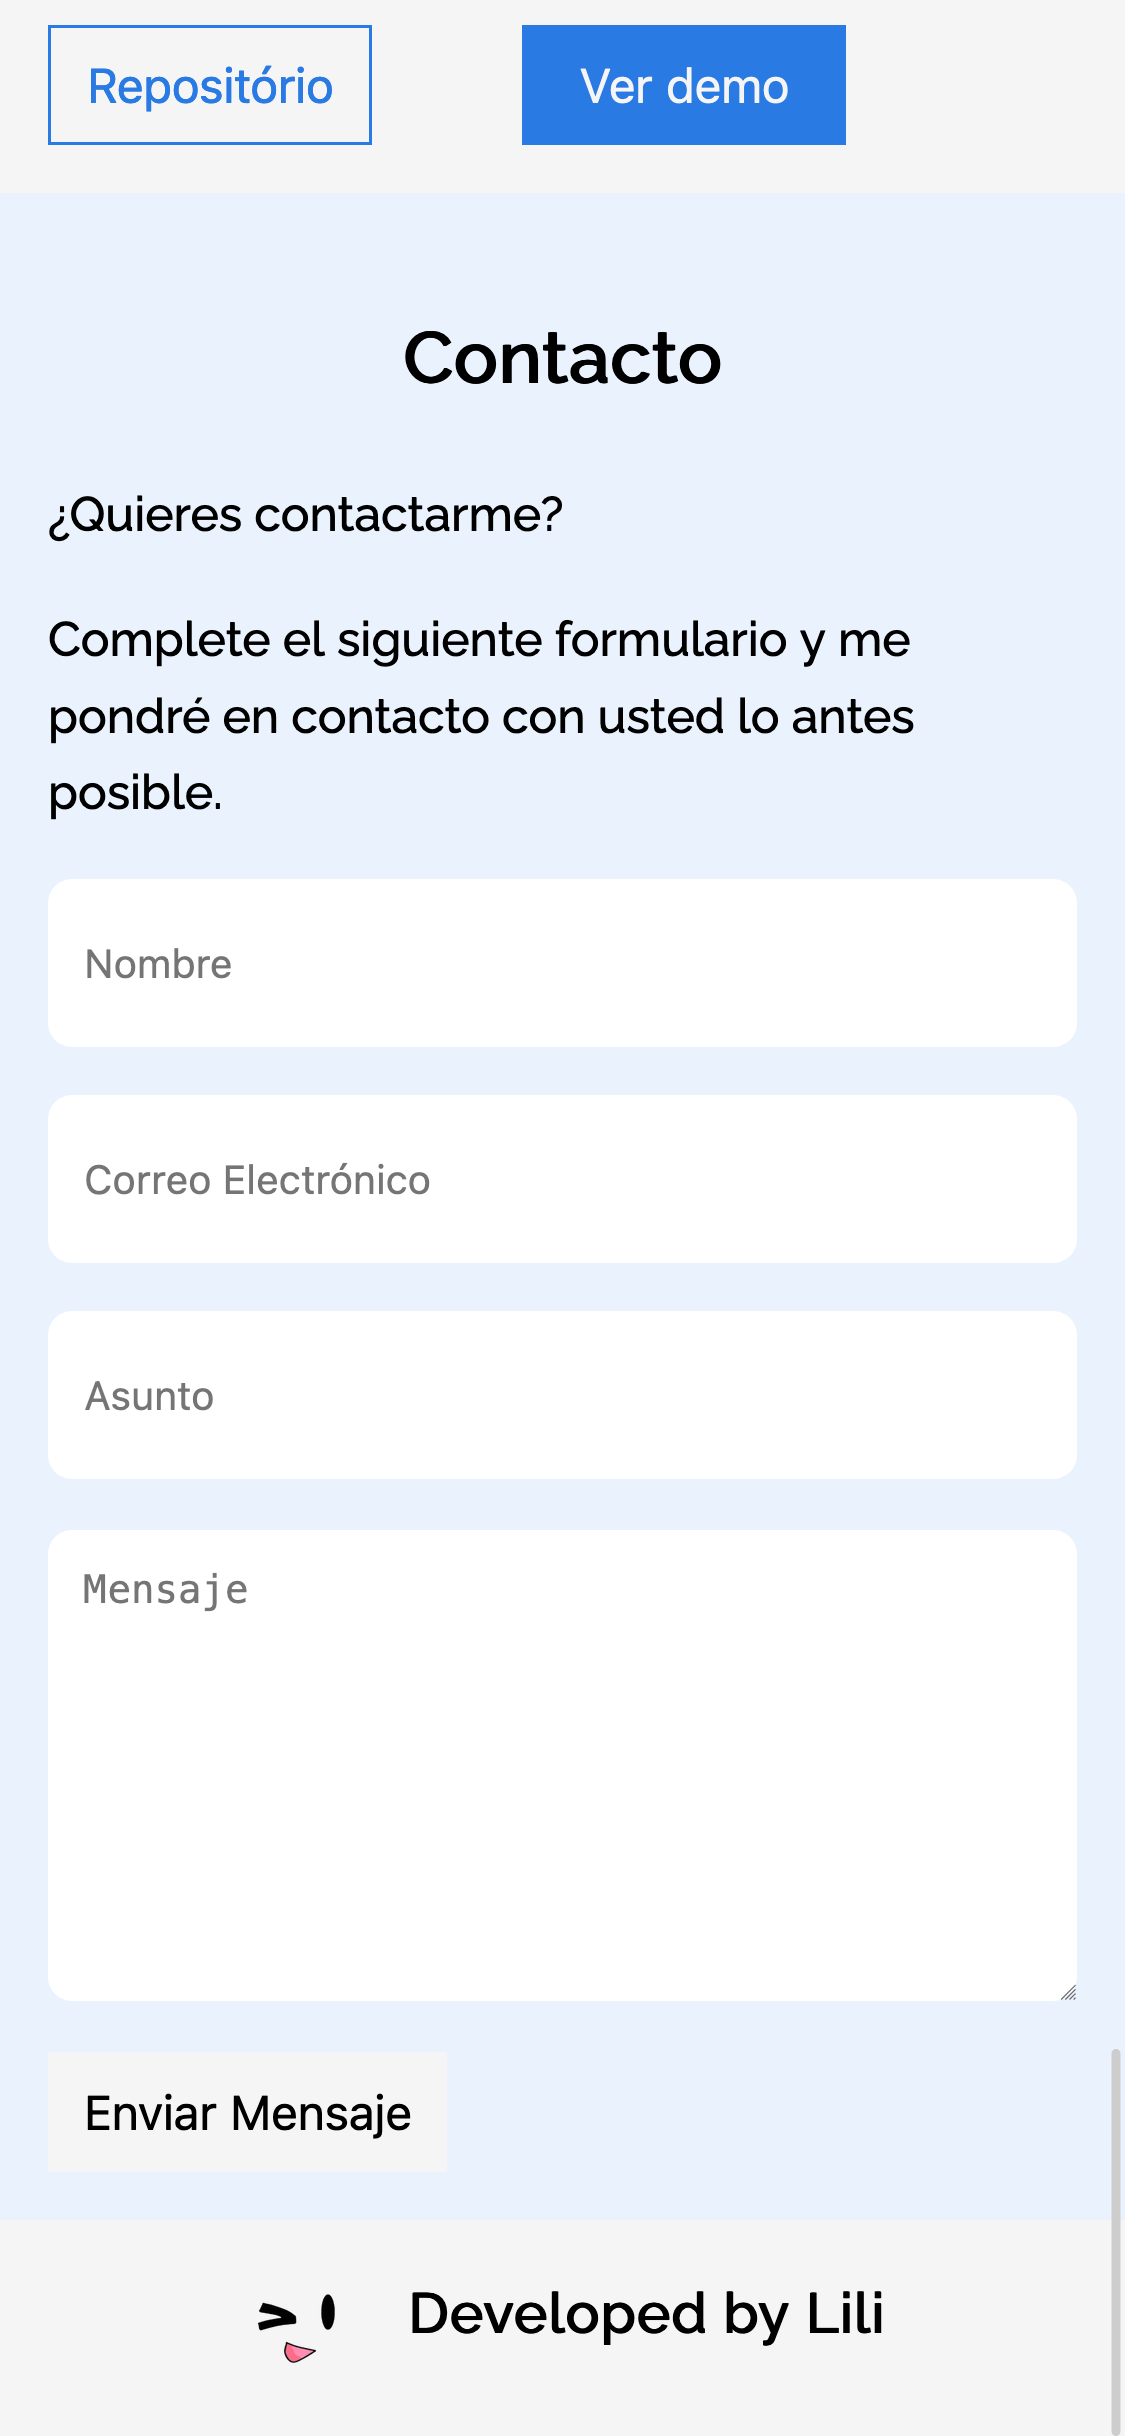 Repositório
Ver demo
Contacto
¿Quieres contactarme?
Complete el siguiente formulario y me
pondré en contacto con usted lo antes
posible.
Nombre
Correo Electrónico
Asunto
Mensaje
Enviar Mensaje
Developed by Lili